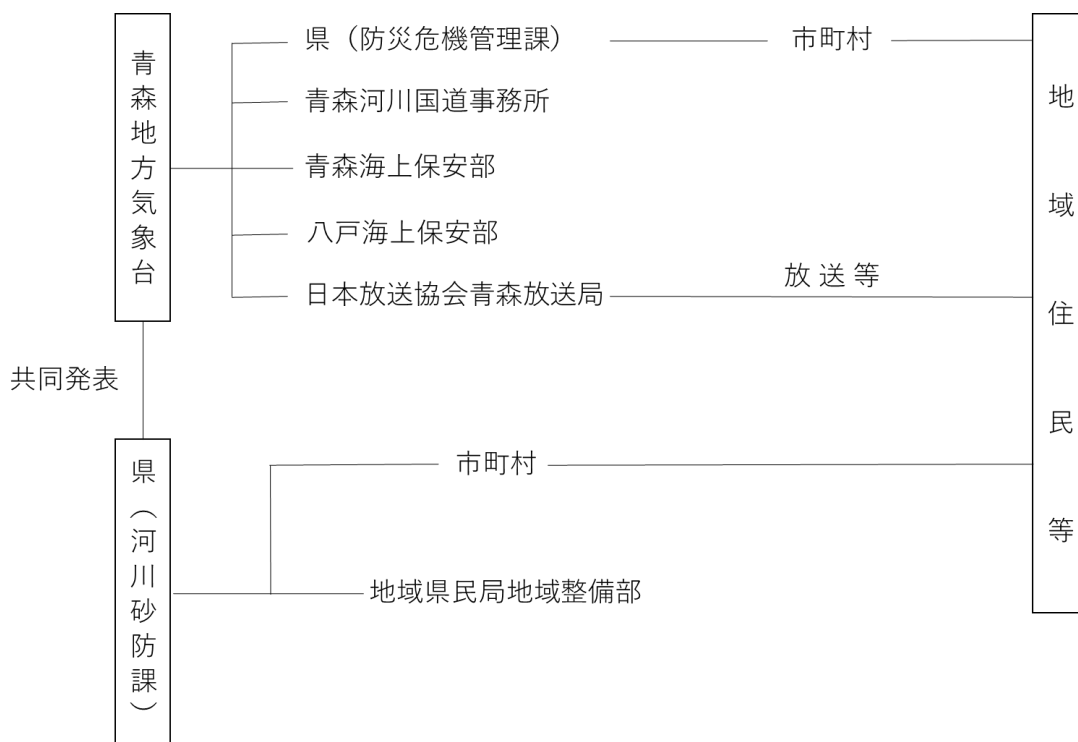 青森地方気象台
県（防災危機管理課）
市町村
青森河川国道事務所
青森海上保安部
八戸海上保安部
日本放送協会青森放送局
放送等
地域住民等
共同発表
県（河川砂防課）
市町村
地域県民局地域整備部